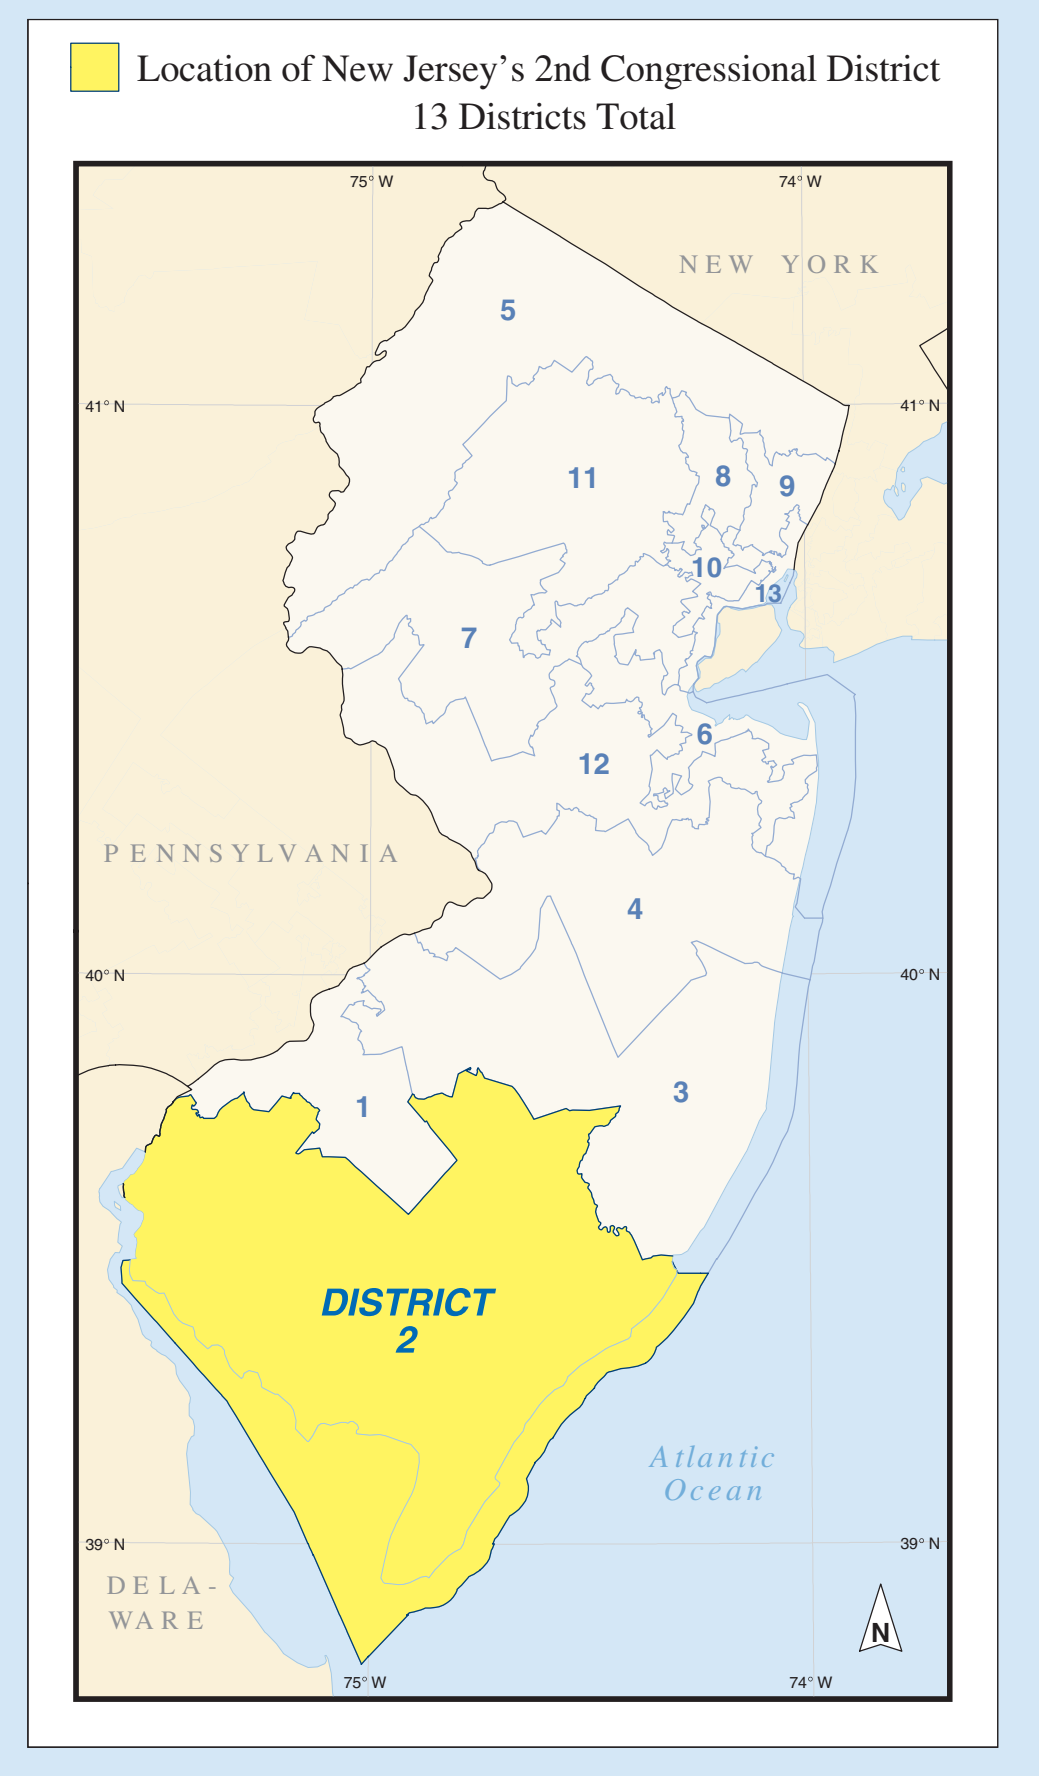 Location of New Jersey’s 2nd Congressional District
13 Districts Total
75° W
74° W
NEW YORK
5
41° N
41° N
11
8
9
10
13
7
6
12
PENNSYLVANIA
4
40° N
40° N
3
1
DISTRICT
2
Atlantic
Ocean
39° N
39° N
DELA-
WARE
N
75° W
74° W